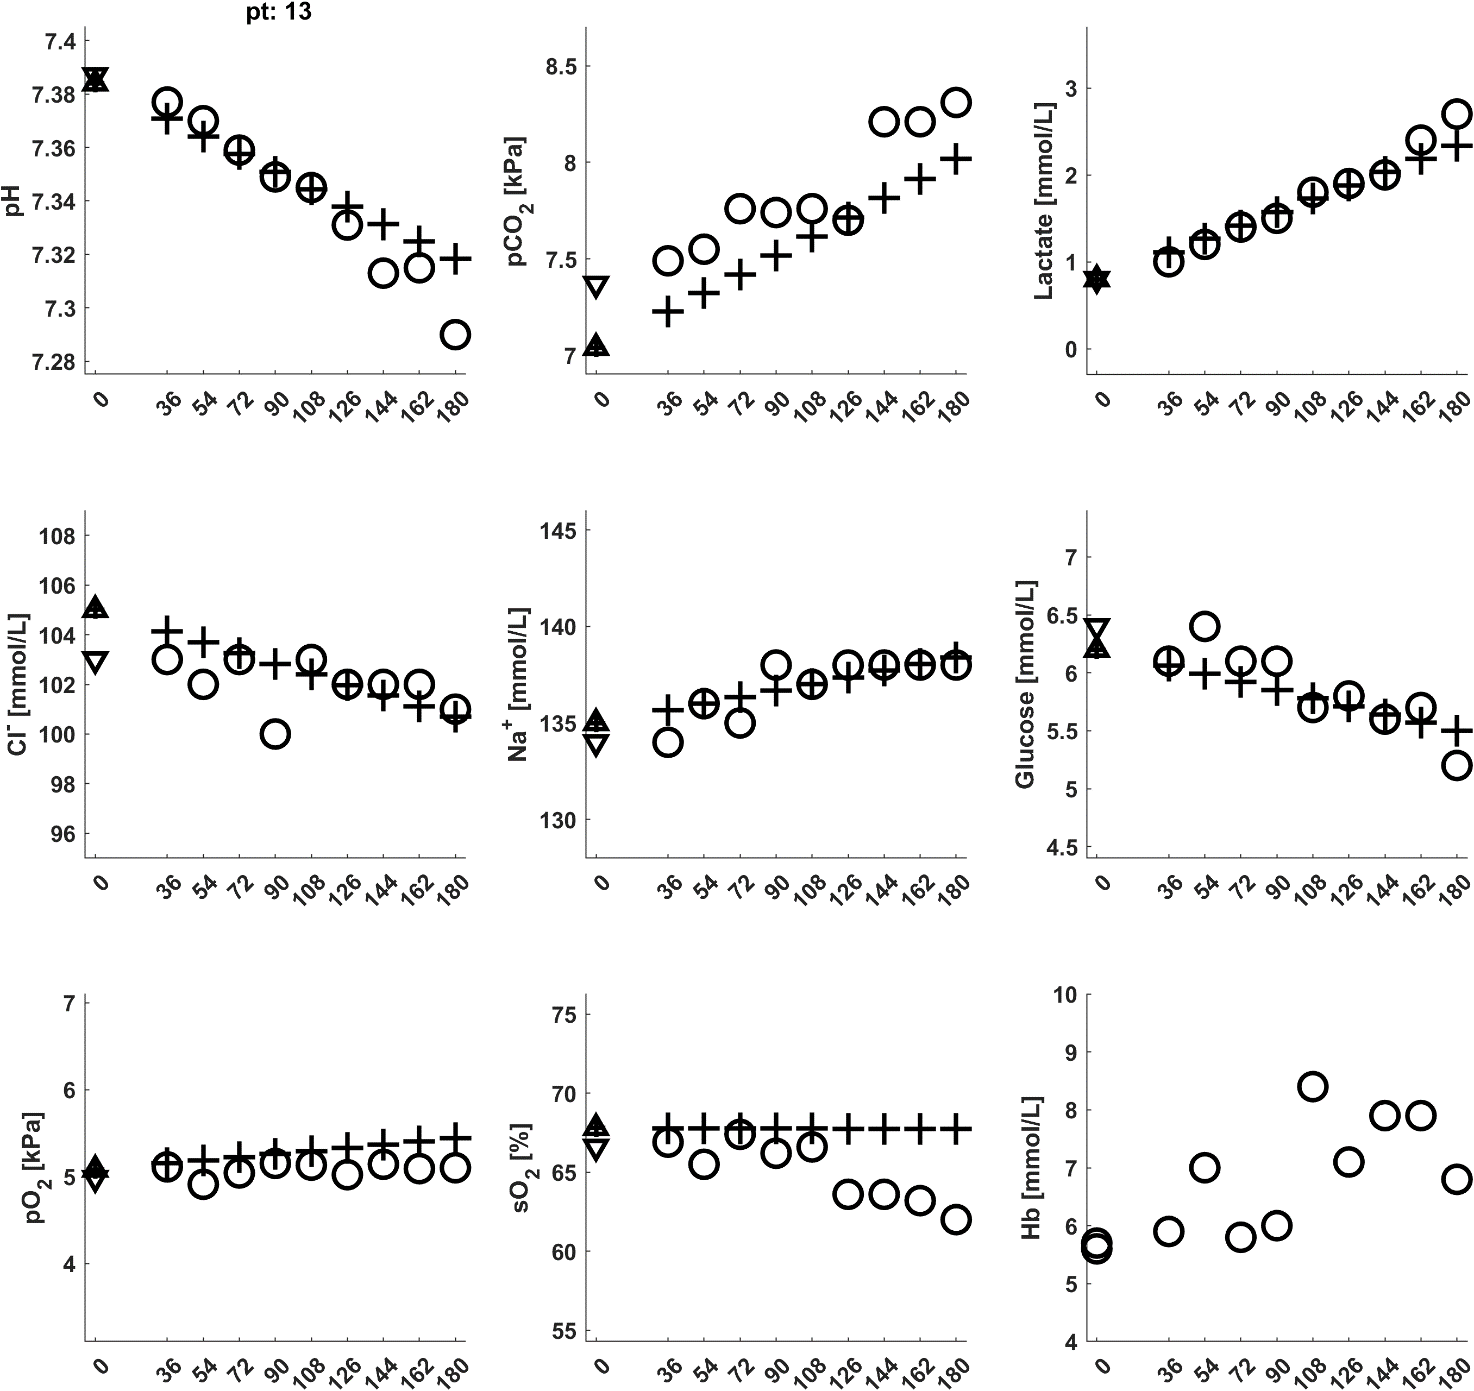 pt: 13
pH
7.4
7.38
7.36
7.34
7.32
7.3
7.28
0 36 54 72 90 108 126 144 162 180
pCO2 [kPa]
8.5
8
7.5
7
0 36 54 72 90 108 126 144 162 180
Lactate [mmol/L]
3
2
1
0
0 36 54 72 90 108 126 144 162 180
Cl- [mmol/L]
108
106
104
102
100
98
96
0 36 54 72 90 108 126 144 162 180
Na+ [mmol/L]
145
140
135
130
0 36 54 72 90 108 126 144 162 180
Glucose [mmol/L]
7
6.5
6
5.5
5
4.5
0 36 54 72 90 108 126 144 162 180
pO2 [kPa]
7
6
5
4
0 36 54 72 90 108 126 144 162 180
sO2 [%]
75
70
65
60
55
0 36 54 72 90 108 126 144 162 180
Hb [mmol/L]
10
9
8
7
6
5
4
0 36 54 72 90 108 126 144 162 180